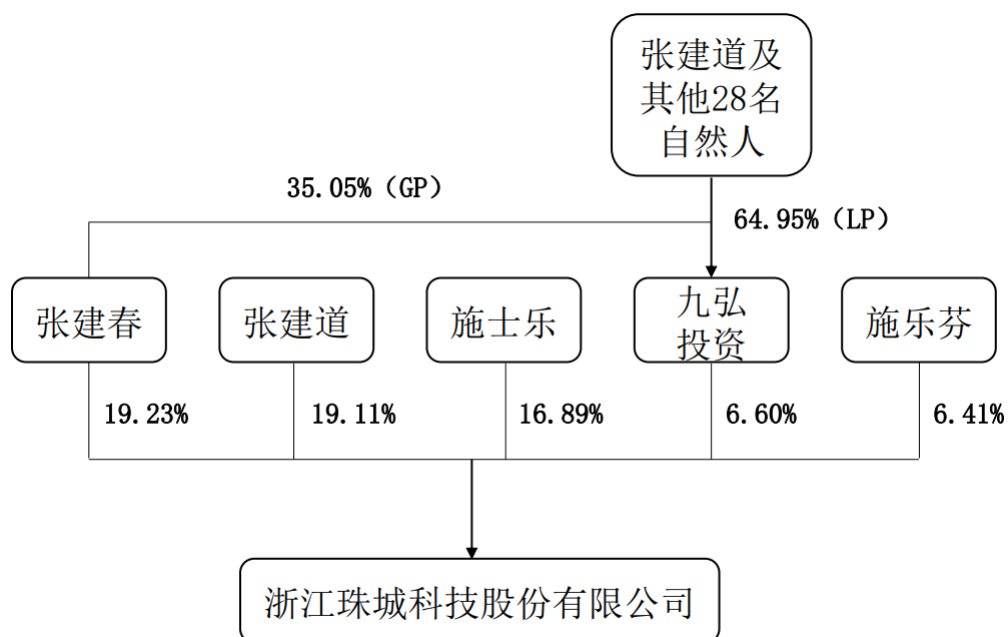 张建道及
其他28名
自然人
35.05%（GP）
64.95%（LP）
张建春
张建道
施士乐
九弘
投资
施乐芬
19.23%
19.11%
16.89%
6.60%
6.41%
浙江珠城科技股份有限公司